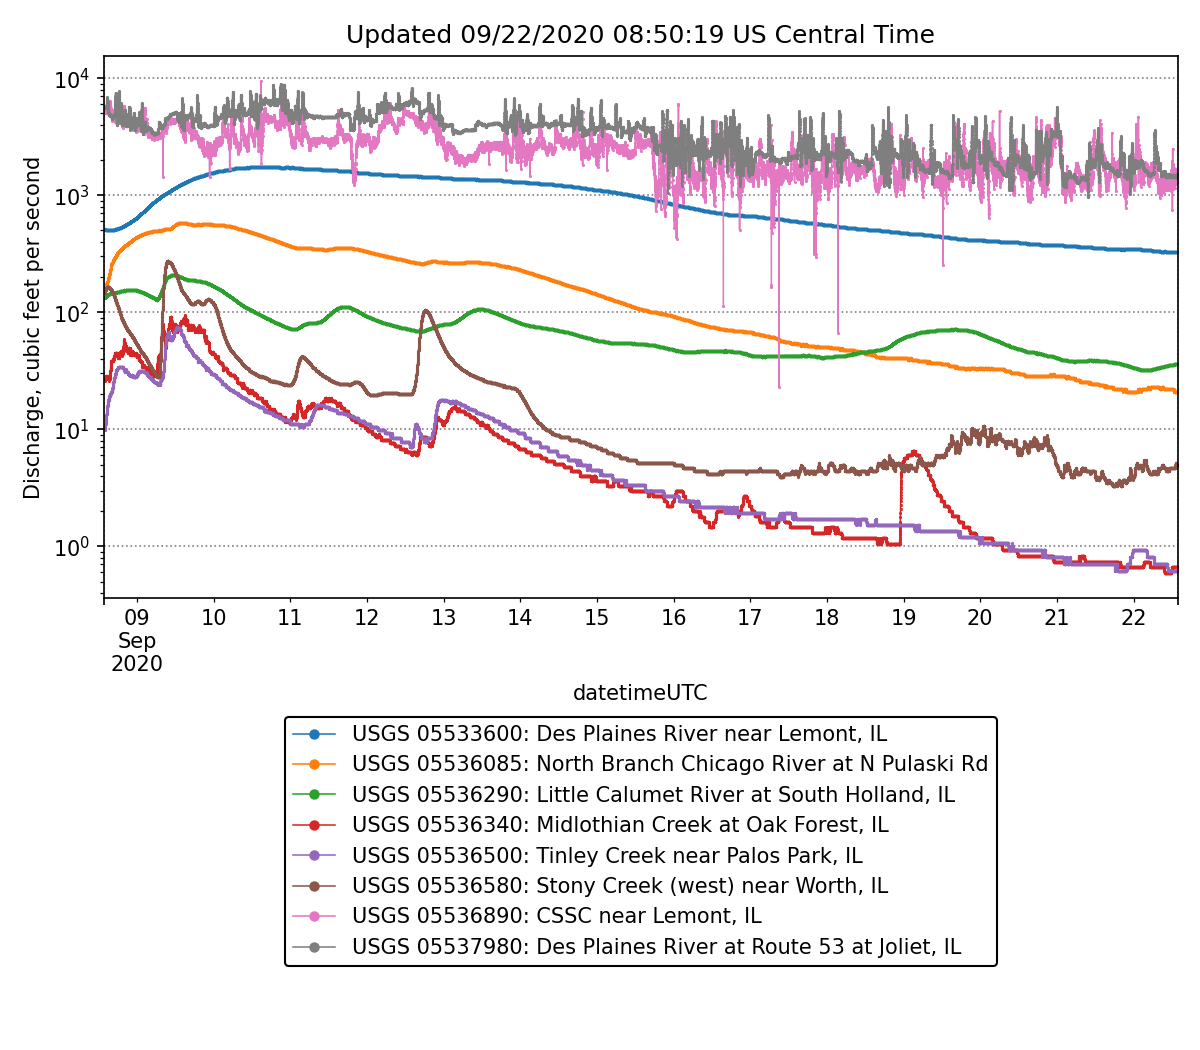 Updated 09/22/2020 08:50:19 US Central Time
Discharge, cubic feet per second
10^4
10^3
10^2
10^1
10^0
09 10 11 12 13 14 15 16 17 18 19 20 21 22
Sep
2020
datetimeUTC
USGS 05533600: Des Plaines River near Lemont, IL
USGS 05536085: North Branch Chicago River at N Pulaski Rd
USGS 05536290: Little Calumet River at South Holland, IL
USGS 05536340: Midlothian Creek at Oak Forest, IL
USGS 05536500: Tinley Creek near Palos Park, IL
USGS 05536580: Stony Creek (west) near Worth, IL
USGS 05536890: CSSC near Lemont, IL
USGS 05537980: Des Plaines River at Route 53 at Joliet, IL